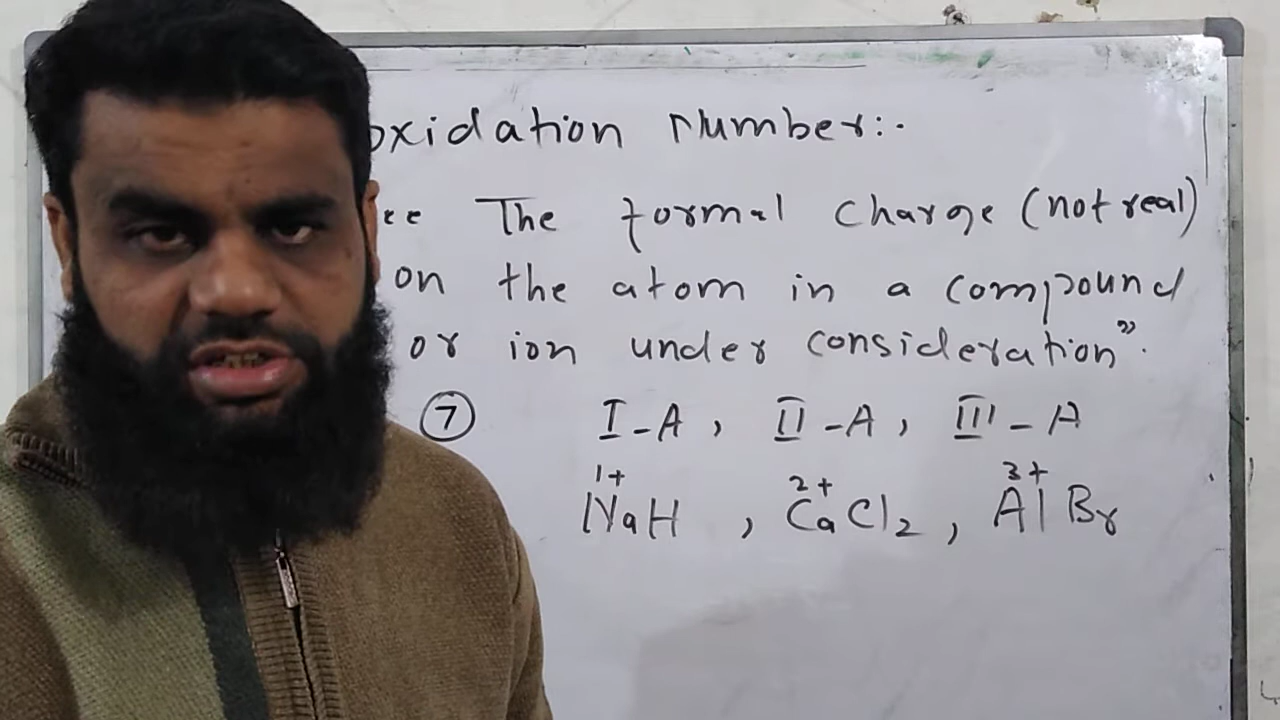 oxidation number:-
"The formal charge (not real)
on the atom in a compound
or ion under consideration".
⑦ I-A, II-A, III-A
1+ 2+ 3+
NaH, CaCl₂, AlBr